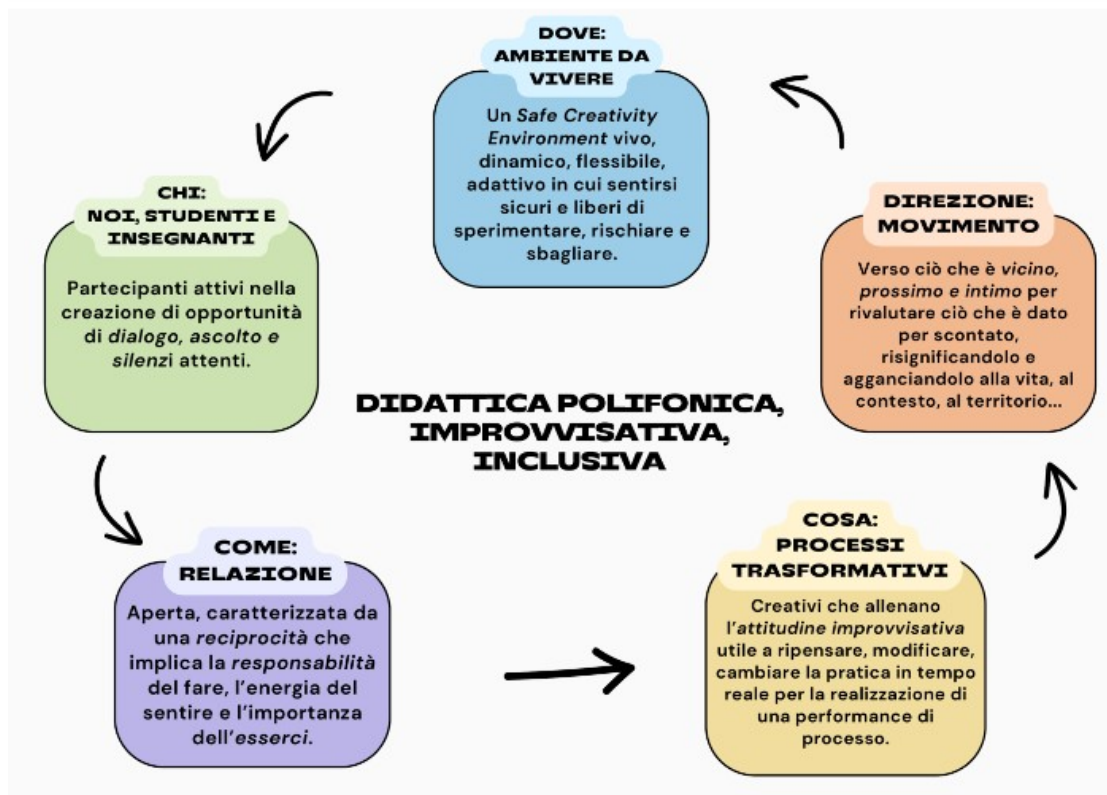 DOVE:
AMBIENTE DA
VIVERE
Un Safe Creativity
Environment vivo,
dinamico, flessibile,
adattivo in cui sentirsi
sicuri e liberi di
sperimentare, rischiare e
sbagliare.
CHI:
NOI, STUDENTI E
INSEGNANTI
Partecipanti attivi nella
creazione di opportunità
di dialogo, ascolto e
silenzi attenti.
DIREZIONE:
MOVIMENTO
Verso ciò che è vicino,
prossimo e intimo per
rivalutare ciò che è dato
per scontato,
risignificandolo e
agganciandolo alla vita, al
contesto, al territorio...
DIDATTICA POLIFONICA,
IMPROVVISATIVA,
INCLUSIVA
COME:
RELAZIONE
Aperta, caratterizzata da
una reciprocità che
implica la responsabilità
del fare, l'energia del
sentire e l'importanza
dell'esserci.
COSA:
PROCESSI
TRASFORMATIVI
Creativi che allenano
l'attitudine improvvisativa
utile a ripensare, modificare,
cambiare la pratica in tempo
reale per la realizzazione di
una performance di
processo.